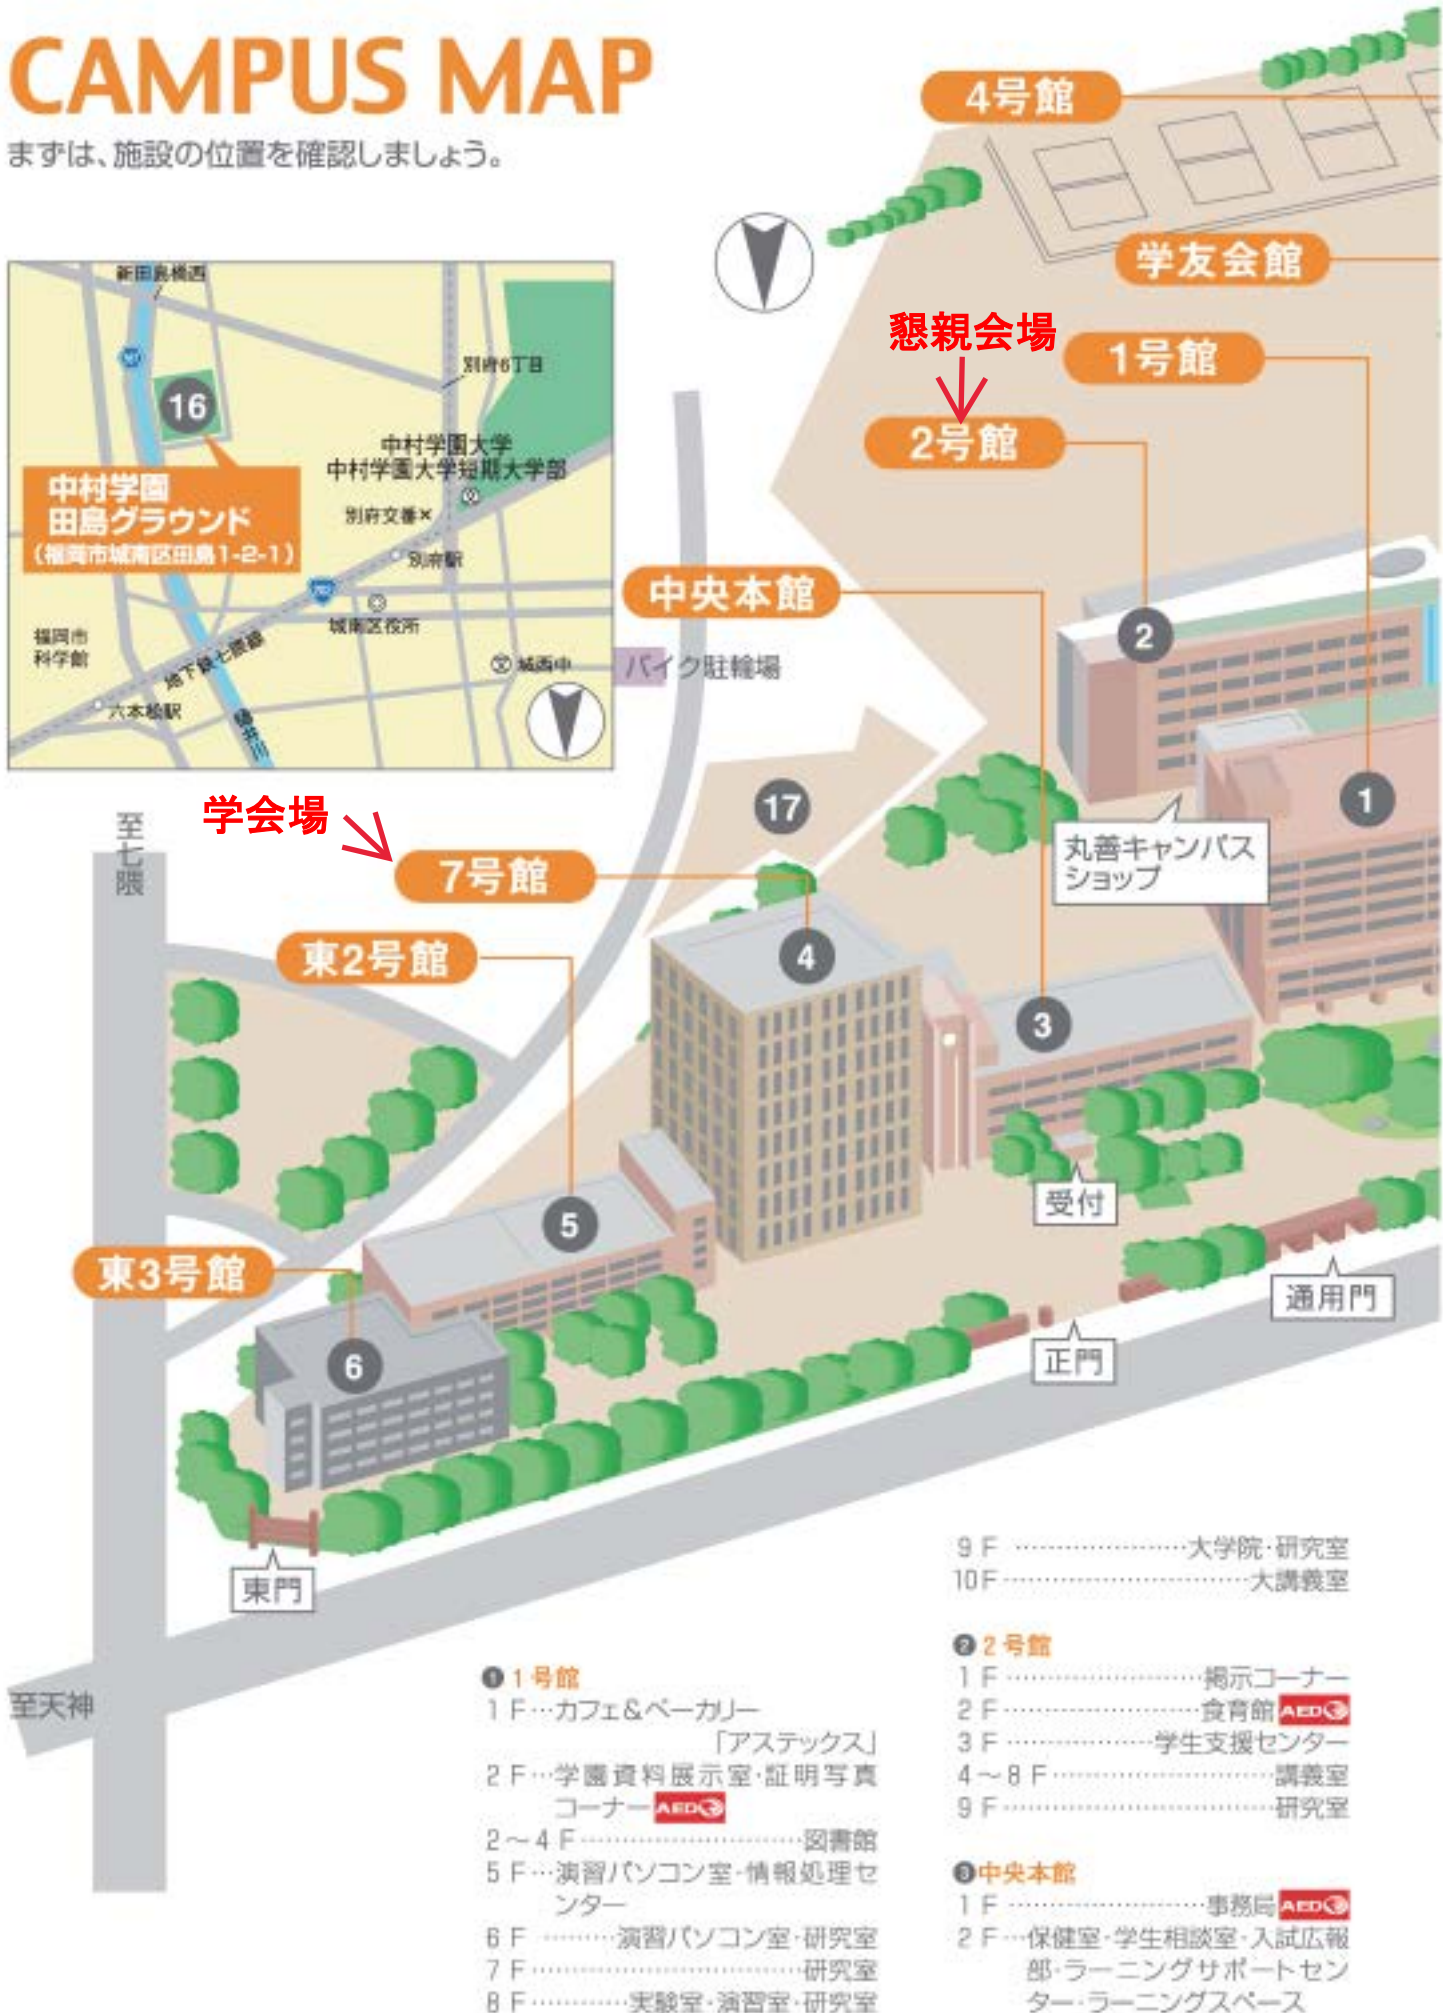 CAMPUS MAP
まずは、施設の位置を確認しましょう。
4号館
学友会館
懇親会場
1号館
2号館
新田島橋西
別府6丁目
16
中村学園大学
中村学園大学短期大学部
中村学園
田島グラウンド
(福岡市城南区田島1-2-1)
別府交番
別府駅
202
城南区役所
福岡市
科学館
地下鉄七隈線
城西中
六本松駅
樋井川
中央本館
バイク駐輪場
2
1
17
丸善キャンパス
ショップ
至七隈
学会場
7号館
東2号館
4
3
受付
5
東3号館
通用門
正門
6
東門
至天神
❶1号館
1F…カフェ&ベーカリー
「アステックス」
2F…学園資料展示室・証明写真
コーナー AED
2〜4F…図書館
5F…演習パソコン室・情報処理セ
ンター
6F…演習パソコン室・研究室
7F…研究室
8F…実験室・演習室・研究室
9F…大学院・研究室
10F…大講義室
❷2号館
1F…掲示コーナー
2F…食育館 AED
3F…学生支援センター
4〜8F…講義室
9F…研究室
❸中央本館
1F…事務局 AED
2F…保健室・学生相談室・入試広報
部・ラーニングサポートセン
ター・ラーニングスペース